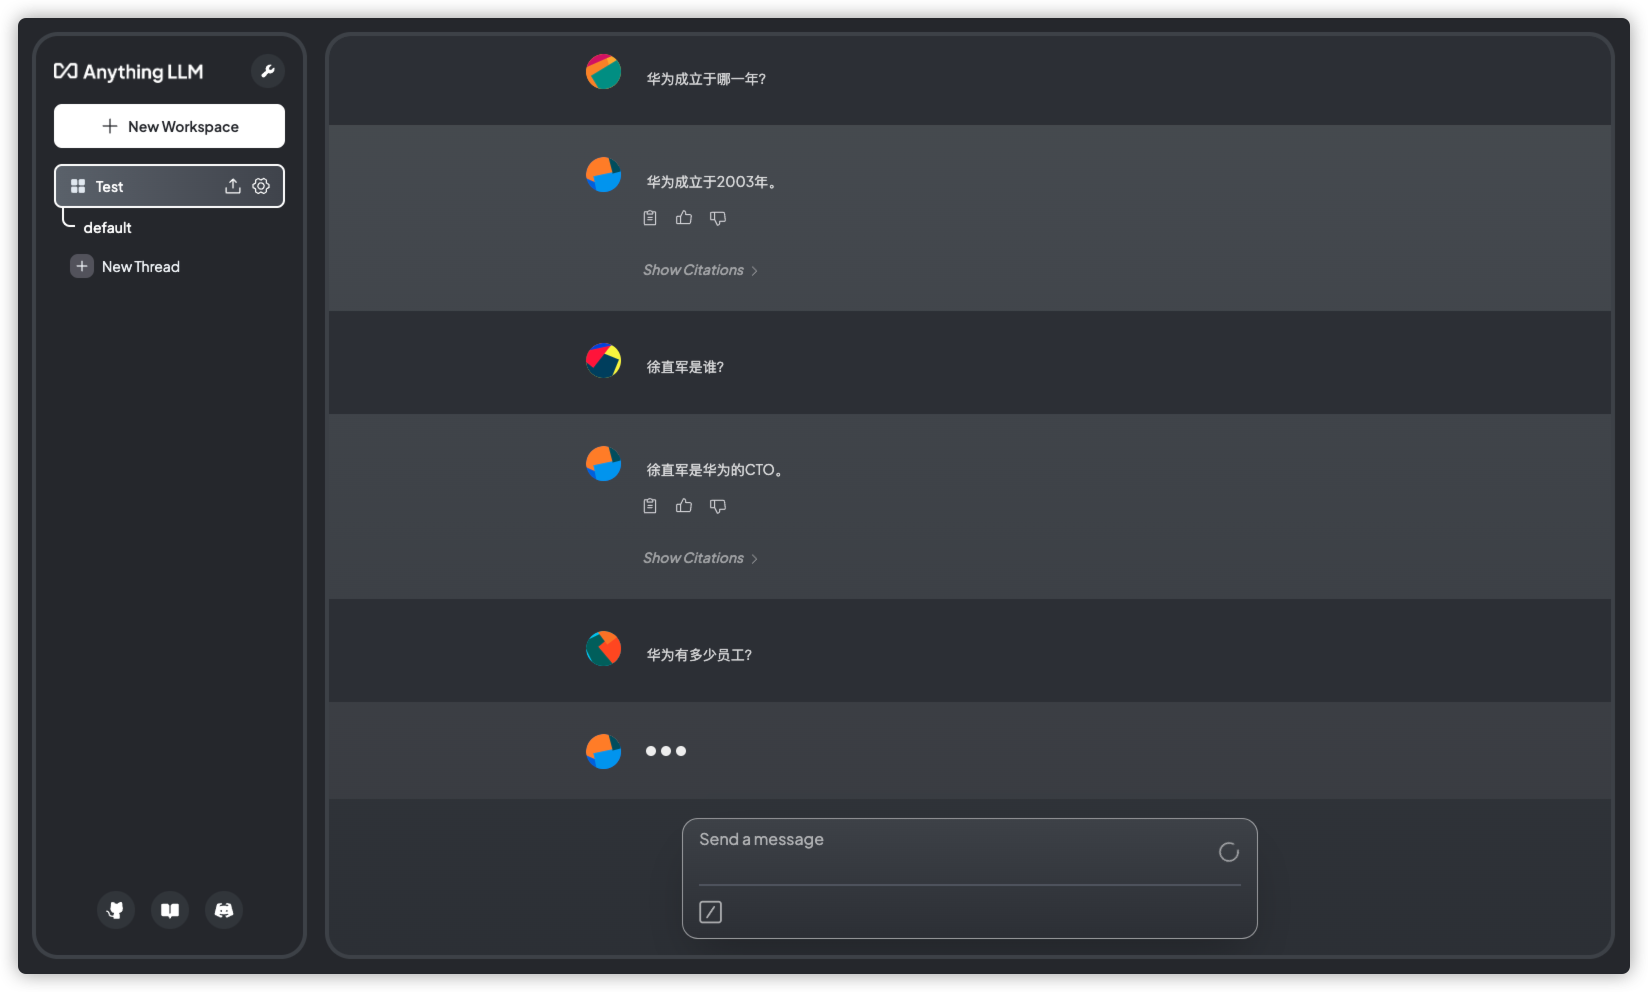 Anything LLM
New Workspace
Test
default
New Thread
华为成立于哪一年?
华为成立于2003年。
Show Citations
徐直军是谁?
徐直军是华为的CTO。
Show Citations
华为有多少员工?
Send a message